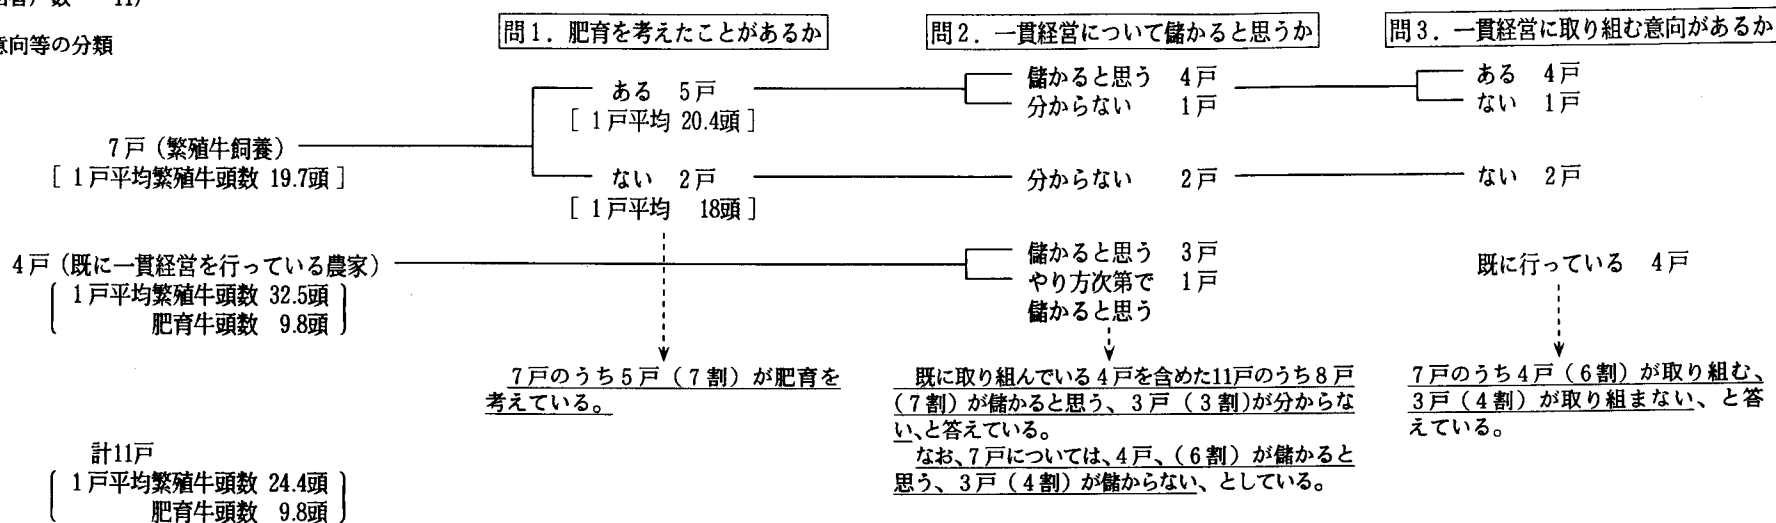 数 11)
意向等の分類
問1. 肥育を考えたことがあるか
問2. 一貫経営について儲かると思うか
問3. 一貫経営に取り組む意向があるか
7戸 (繁殖牛飼養)
[ 1戸平均繁殖牛頭数 19.7頭 ]
ある 5戸
[ 1戸平均 20.4頭 ]
儲かると思う 4戸
分からない 1戸
ある 4戸
ない 1戸
ない 2戸
[ 1戸平均 18頭 ]
分からない 2戸
ない 2戸
4戸 (既に一貫経営を行っている農家)
1戸平均繁殖牛頭数 32.5頭
肥育牛頭数 9.8頭
儲かると思う 3戸
やり方次第で 1戸
儲かると思う
既に行っている 4戸
7戸のうち5戸 (7割) が肥育を
考えている。
既に取り組んでいる4戸を含めた11戸のうち8戸
(7割) が儲かると思う、3戸 (3割)が分からな
い、と答えている。
なお、7戸については、4戸、(6割) が儲かると
思う、3戸 (4割) が儲からない、としている。
7戸のうち4戸 (6割) が取り組む、
3戸 (4割) が取り組まない、と答
えている。
計11戸
1戸平均繁殖牛頭数 24.4頭
肥育牛頭数 9.8頭